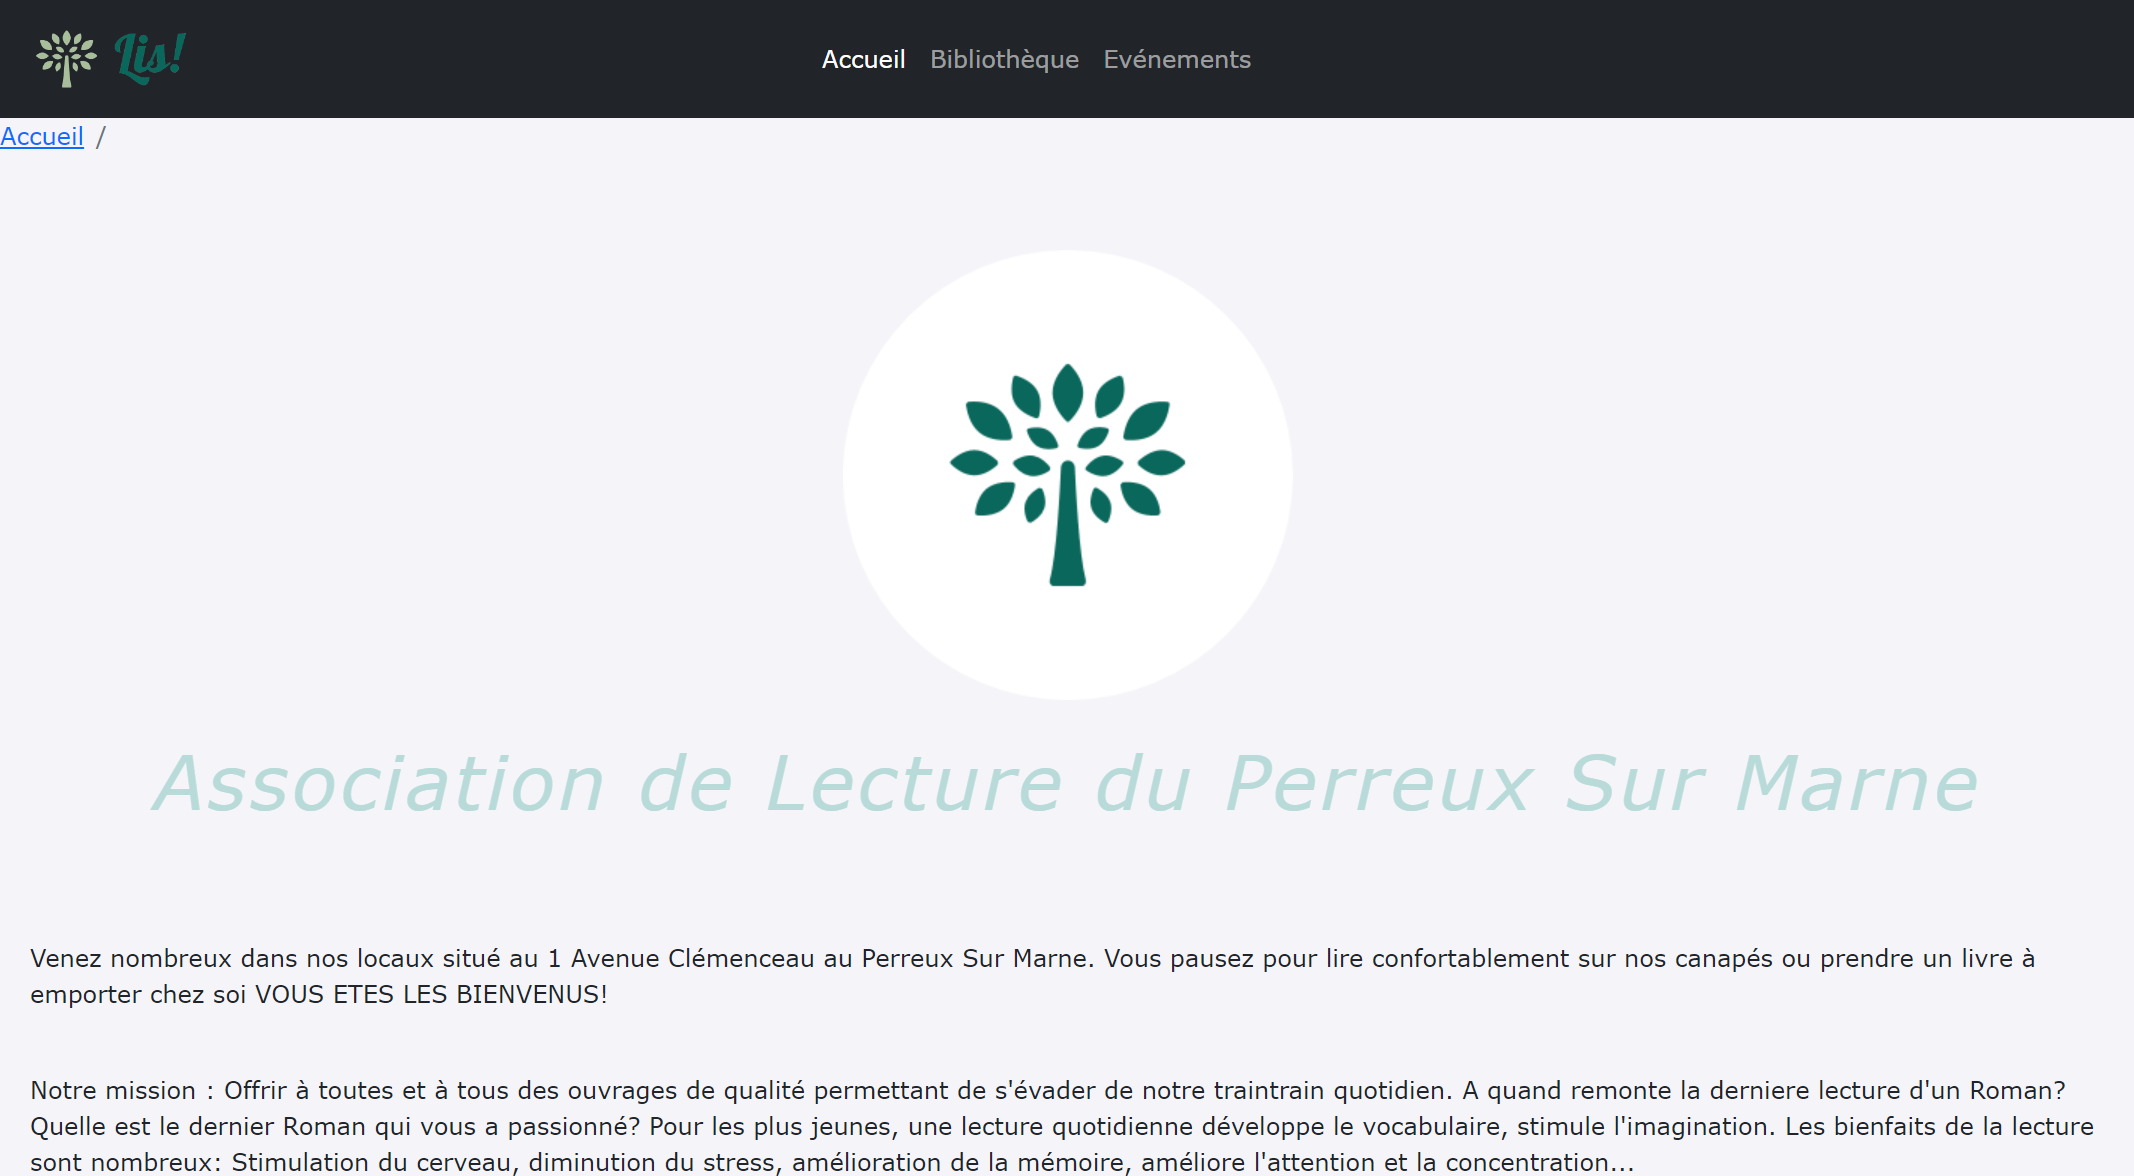 Lis!
Accueil Bibliothèque Evénements
Accueil /
Association de Lecture du Perreux Sur Marne
Venez nombreux dans nos locaux situé au 1 Avenue Clémenceau au Perreux Sur Marne. Vous pausez pour lire confortablement sur nos canapés ou prendre un livre à
emporter chez soi VOUS ETES LES BIENVENUS!
Notre mission : Offrir à toutes et à tous des ouvrages de qualité permettant de s'évader de notre traintrain quotidien. A quand remonte la derniere lecture d'un Roman?
Quelle est le dernier Roman qui vous a passionné? Pour les plus jeunes, une lecture quotidienne développe le vocabulaire, stimule l'imagination. Les bienfaits de la lecture
sont nombreux: Stimulation du cerveau, diminution du stress, amélioration de la mémoire, améliore l'attention et la concentration...